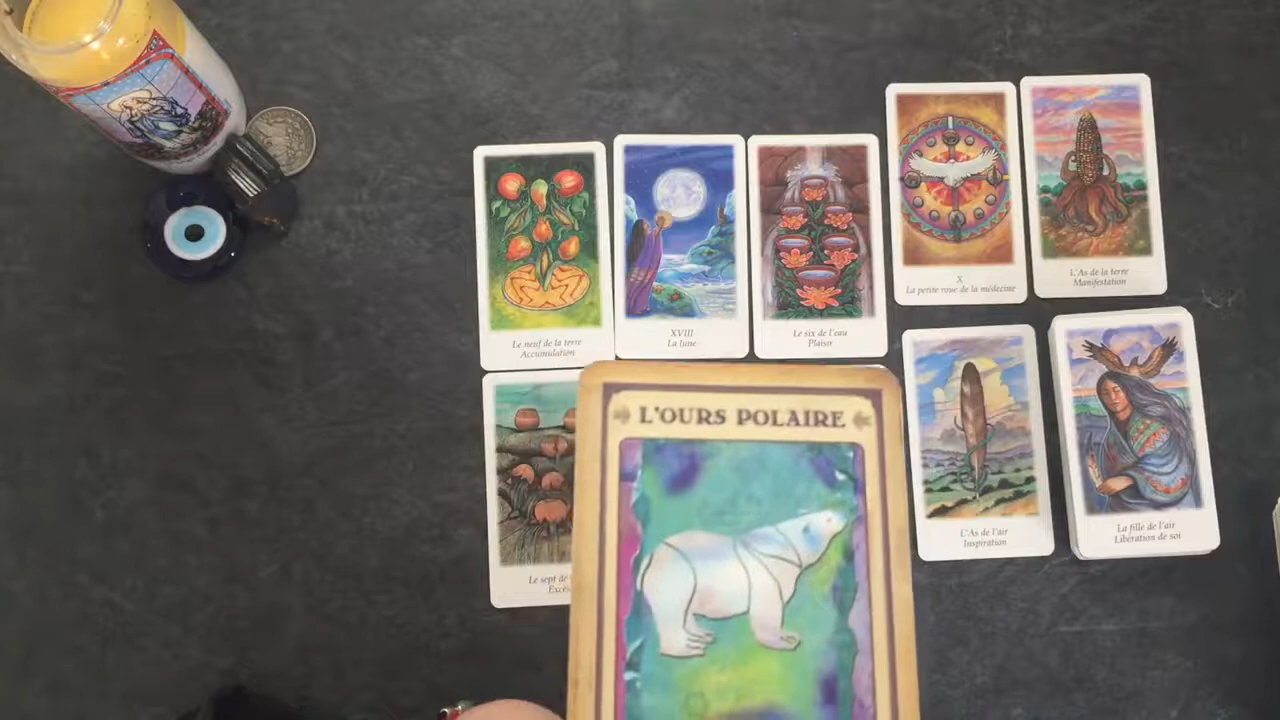 Le neuf de la terre
Accumulation
XVIII
La lune
Le six de l'eau
Plaisir
X
La petite roue de la médecine
L'As de la terre
Manifestation
Le sept de
L'OURS POLAIRE
L'As de l'air
Inspiration
La fille de l'air
Libération de soi